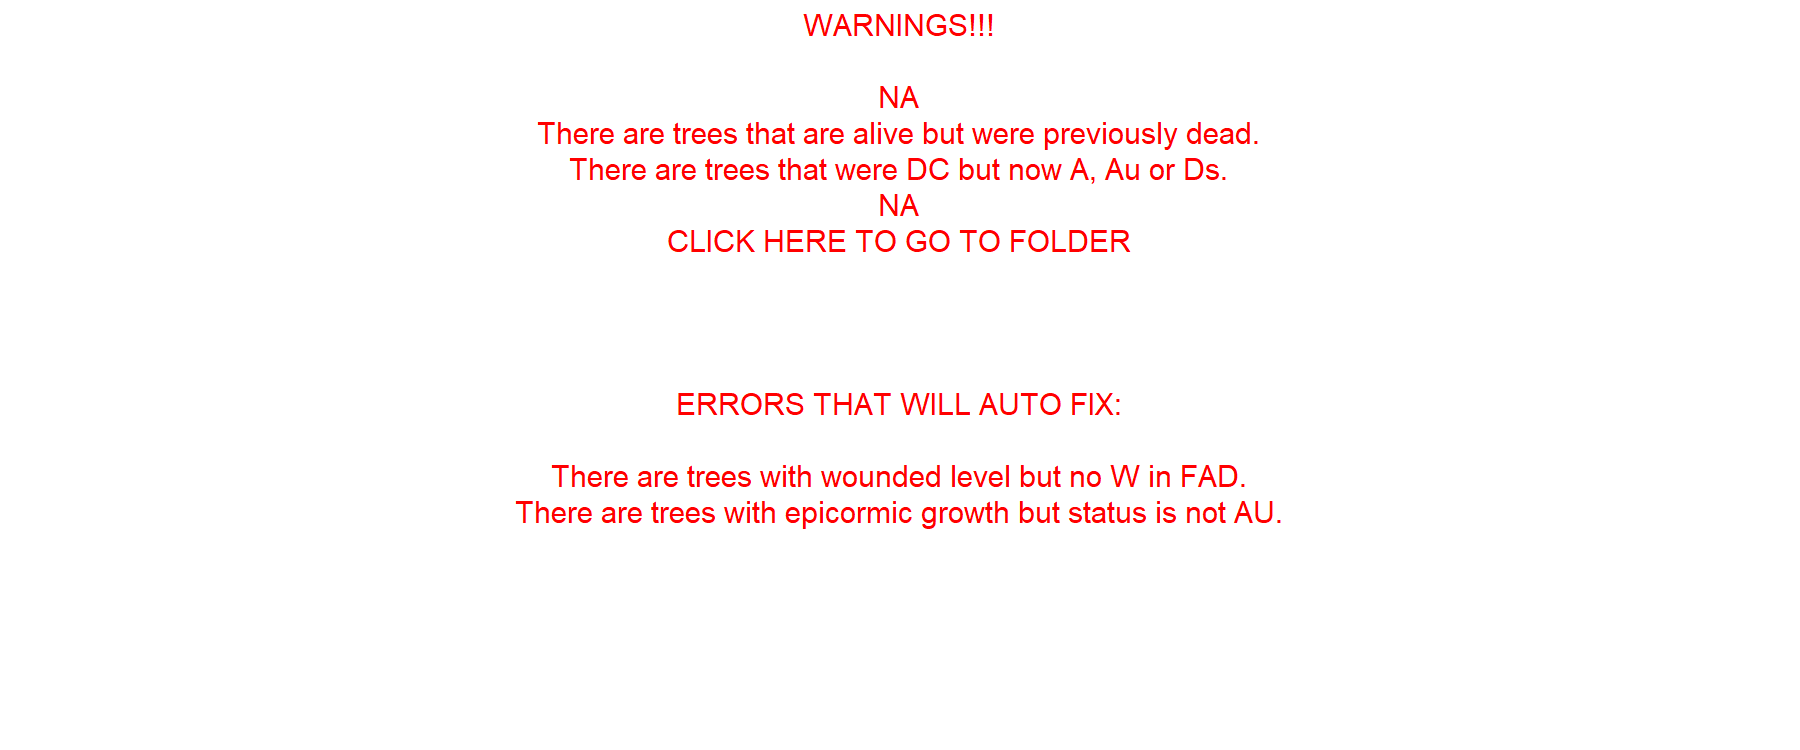 WARNINGS!!!
NA
There are trees that are alive but were previously dead.
There are trees that were DC but now A, Au or Ds.
NA
CLICK HERE TO GO TO FOLDER
ERRORS THAT WILL AUTO FIX:
There are trees with wounded level but no W in FAD.
There are trees with epicormic growth but status is not AU.